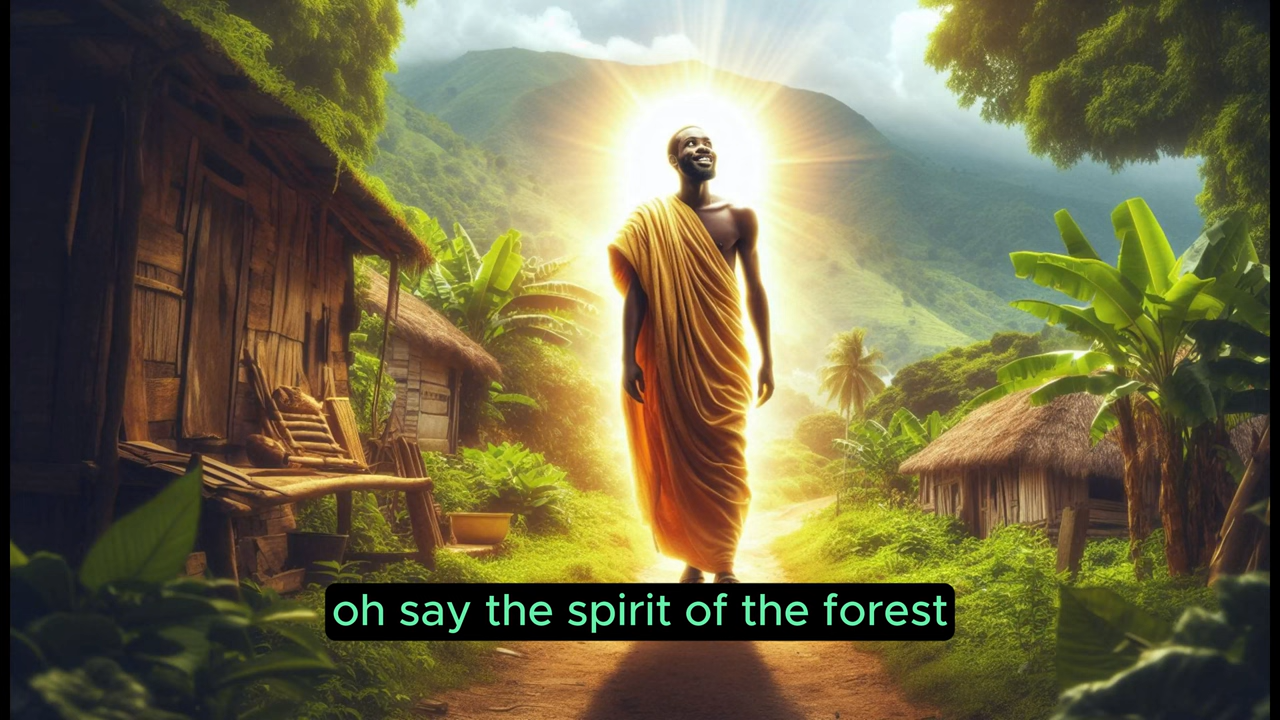 oh say the spirit of the forest